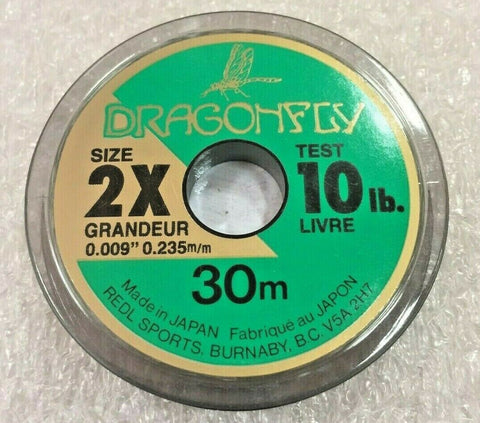 DRAGONFLY
SIZE
2X
GRANDEUR
0.009" 0.235m/m
TEST
10 lb.
LIVRE
30m
Made in JAPAN Fabriqué au JAPON
REDL SPORTS, BURNABY, B.C. V5A 2H7